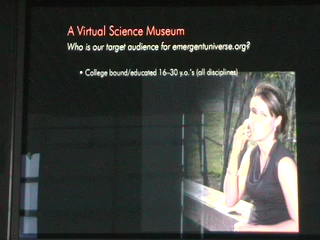 A Virtual Science Museum
Who is our target audience for emergentuniverse.org?
• College bound/educated 16–30 y.o.'s (all disciplines)